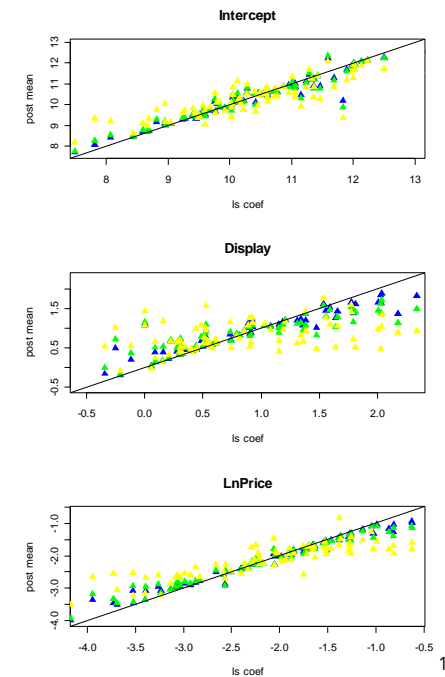 Intercept
post mean
8 9 10 11 12 13
8 9 10 11 12 13
ls coef
Display
post mean
-0.5 0.5 1.5
-0.5 0.0 0.5 1.0 1.5 2.0
ls coef
LnPrice
post mean
-4.0 -3.0 -2.0 -1.0
-4.0 -3.5 -3.0 -2.5 -2.0 -1.5 -1.0 -0.5
ls coef
1